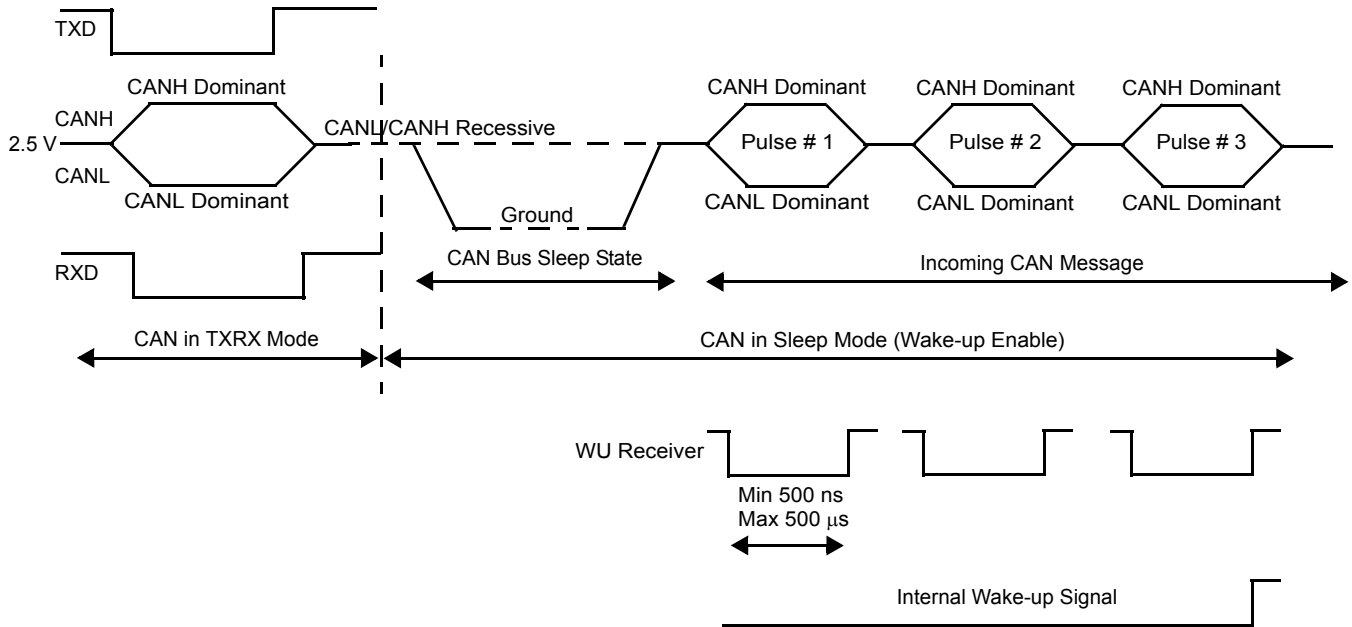 TXD
CANH Dominant
CANH Dominant
CANH Dominant
CANH Dominant
CANH
CANL/CANH Recessive
2.5 V
Pulse # 1
Pulse # 2
Pulse # 3
CANL
CANL Dominant
CANL Dominant
CANL Dominant
CANL Dominant
Ground
CAN Bus Sleep State
Incoming CAN Message
RXD
CAN in TXRX Mode
CAN in Sleep Mode (Wake-up Enable)
WU Receiver
Min 500 ns
Max 500 μs
Internal Wake-up Signal